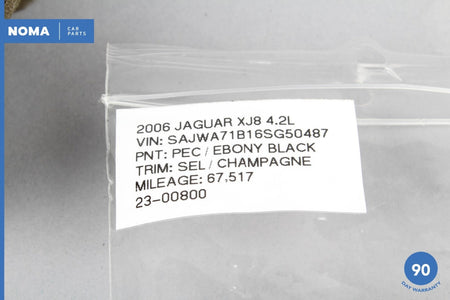 NOMA CAR PARTS
2006 JAGUAR XJ8 4.2L
VIN: SAJWA71B16SG50487
PNT: PEC / EBONY BLACK
TRIM: SEL / CHAMPAGNE
MILEAGE: 67,517
23-00800
90
DAY WARRANTY